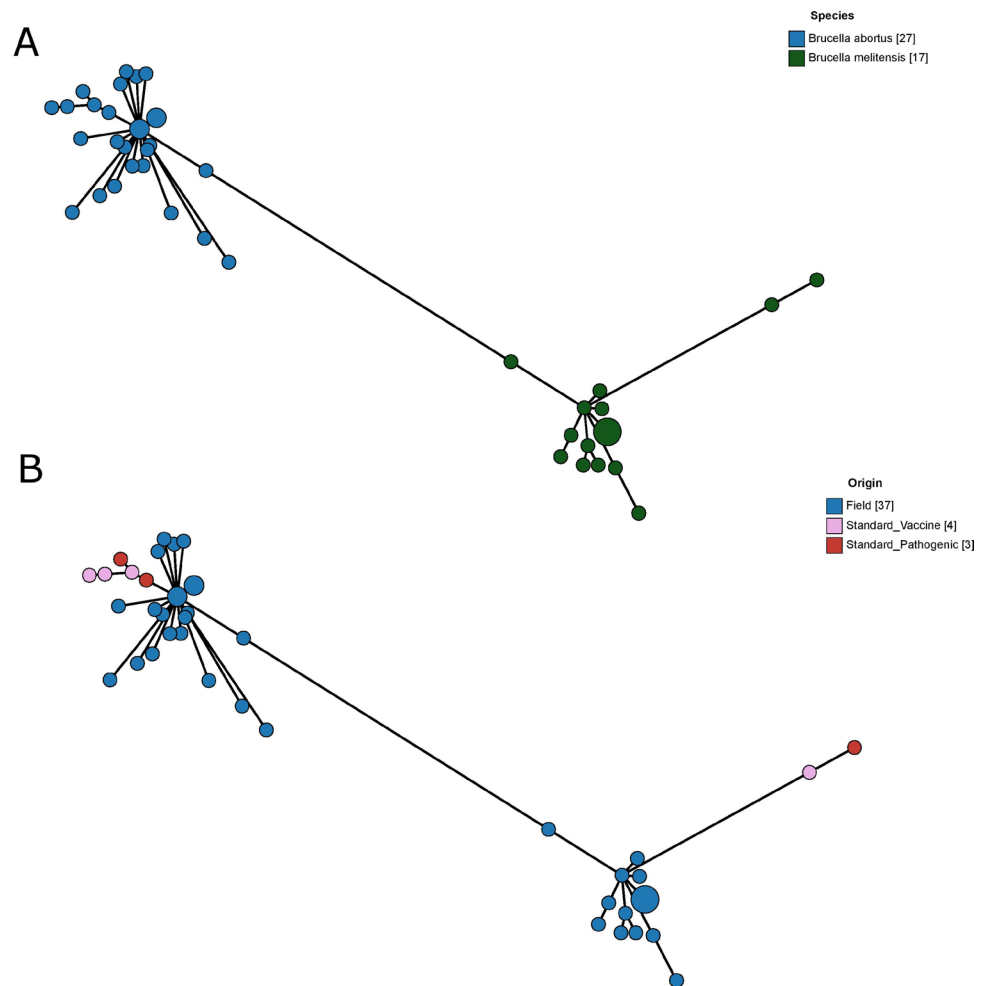 A
Species
Brucella abortus [27]
Brucella melitensis [17]
B
Origin
Field [37]
Standard_Vaccine [4]
Standard_Pathogenic [3]